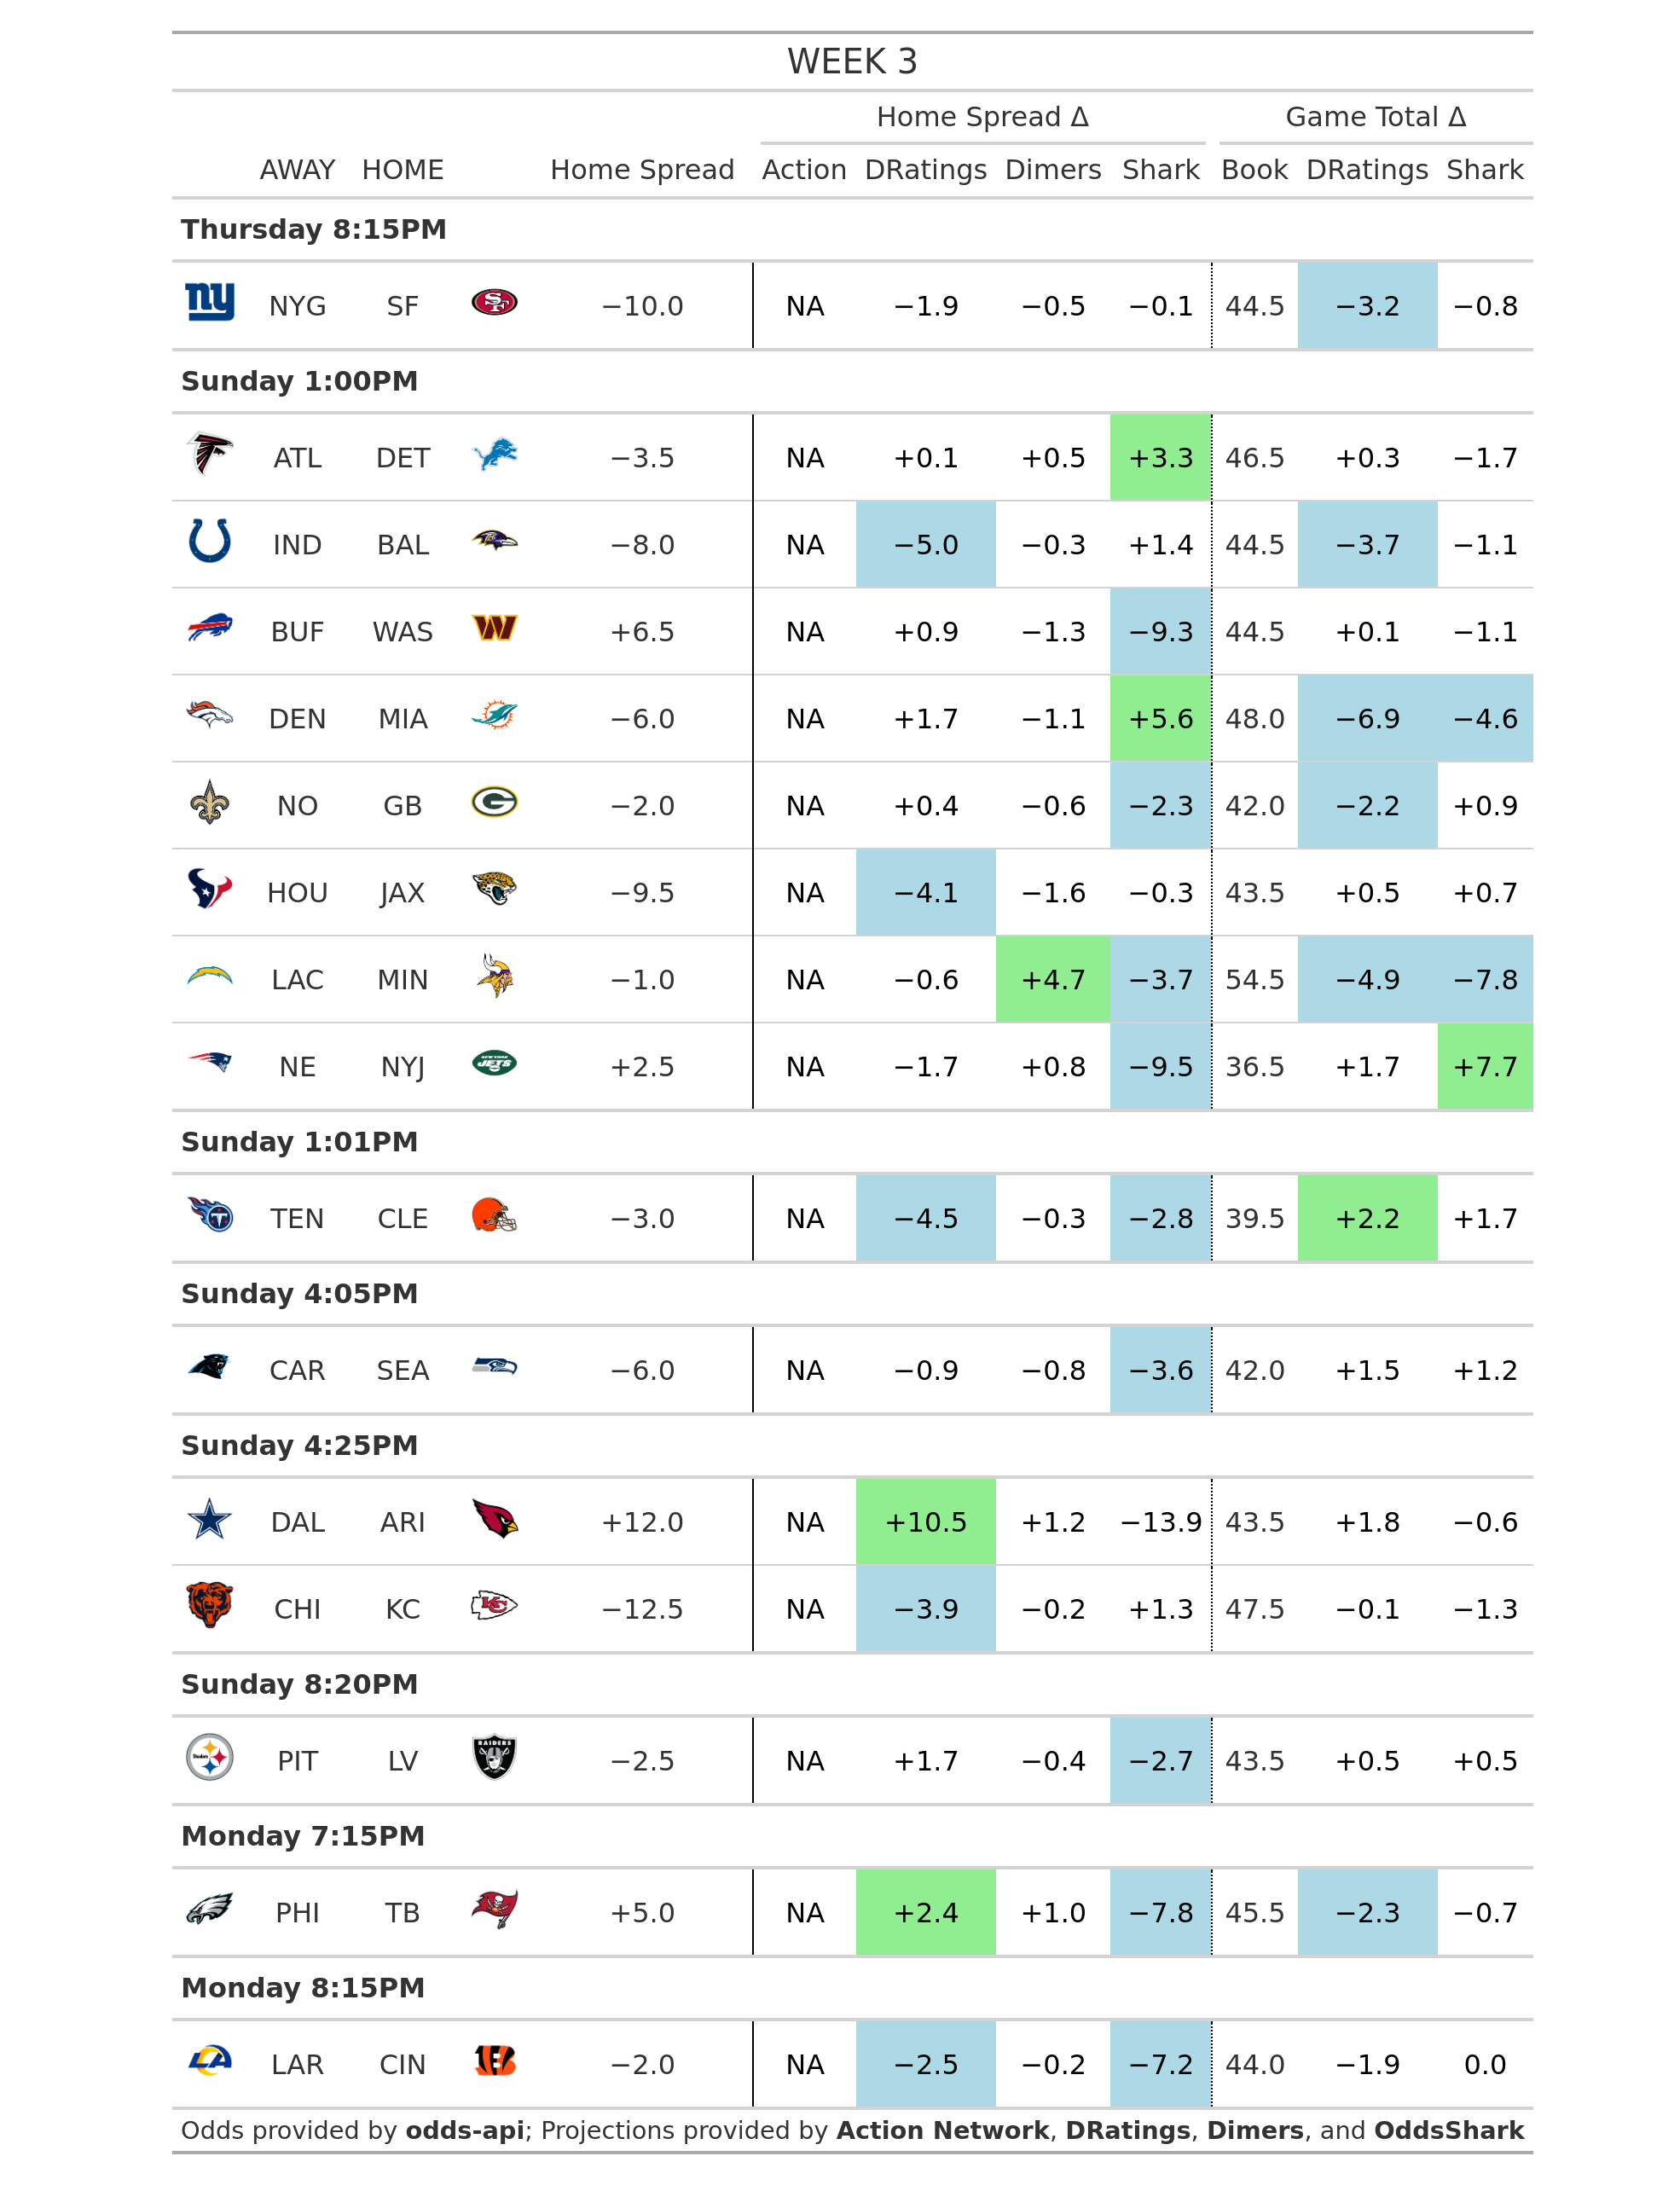 WEEK 3
Home Spread Δ Game Total Δ
AWAY HOME Home Spread Action DRatings Dimers Shark Book DRatings Shark
Thursday 8:15PM
NYG SF −10.0 NA −1.9 −0.5 −0.1 44.5 −3.2 −0.8
Sunday 1:00PM
ATL DET −3.5 NA +0.1 +0.5 +3.3 46.5 +0.3 −1.7
IND BAL −8.0 NA −5.0 −0.3 +1.4 44.5 −3.7 −1.1
BUF WAS +6.5 NA +0.9 −1.3 −9.3 44.5 +0.1 −1.1
DEN MIA −6.0 NA +1.7 −1.1 +5.6 48.0 −6.9 −4.6
NO GB −2.0 NA +0.4 −0.6 −2.3 42.0 −2.2 +0.9
HOU JAX −9.5 NA −4.1 −1.6 −0.3 43.5 +0.5 +0.7
LAC MIN −1.0 NA −0.6 +4.7 −3.7 54.5 −4.9 −7.8
NE NYJ +2.5 NA −1.7 +0.8 −9.5 36.5 +1.7 +7.7
Sunday 1:01PM
TEN CLE −3.0 NA −4.5 −0.3 −2.8 39.5 +2.2 +1.7
Sunday 4:05PM
CAR SEA −6.0 NA −0.9 −0.8 −3.6 42.0 +1.5 +1.2
Sunday 4:25PM
DAL ARI +12.0 NA +10.5 +1.2 −13.9 43.5 +1.8 −0.6
CHI KC −12.5 NA −3.9 −0.2 +1.3 47.5 −0.1 −1.3
Sunday 8:20PM
PIT LV −2.5 NA +1.7 −0.4 −2.7 43.5 +0.5 +0.5
Monday 7:15PM
PHI TB +5.0 NA +2.4 +1.0 −7.8 45.5 −2.3 −0.7
Monday 8:15PM
LAR CIN −2.0 NA −2.5 −0.2 −7.2 44.0 −1.9 0.0
Odds provided by odds-api; Projections provided by Action Network, DRatings, Dimers, and OddsShark